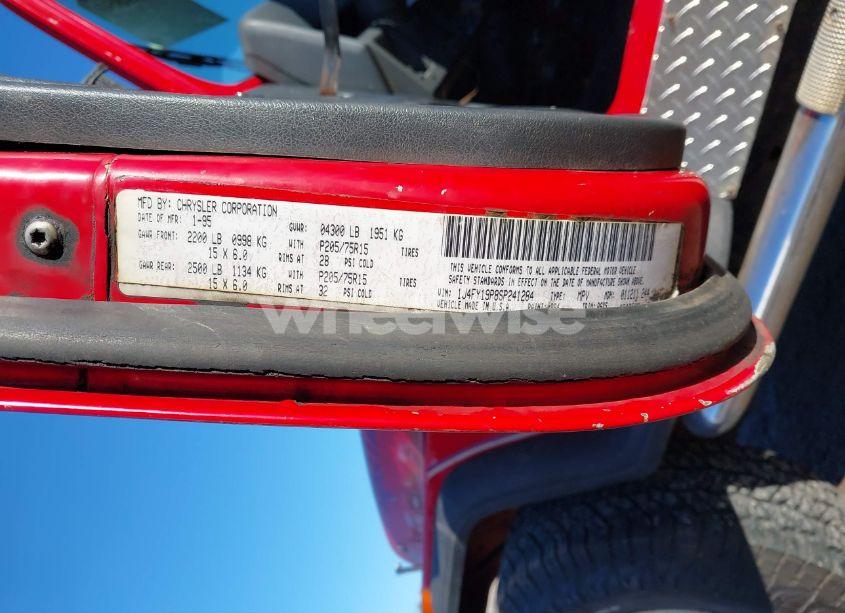 MFD BY: CHRYSLER CORPORATION
DATE OF MFR: 1-95 GVWR: 04300 LB 1951 KG
GAWR FRONT: 2200 LB 0998 KG WITH P205/75R15 TIRES
15 X 6.0 RIMS AT 28 PSI COLD
GAWR REAR: 2500 LB 1134 KG WITH P205/75R15 TIRES
15 X 6.0 RIMS AT 32 PSI COLD
THIS VEHICLE CONFORMS TO ALL APPLICABLE FEDERAL MOTOR VEHICLE
SAFETY STANDARDS IN EFFECT ON THE DATE OF MANUFACTURE SHOWN ABOVE.
VIN: 1J4FY19P8SP241284 TYPE: MPV MDH:
VEHICLE MADE IN U.S.A.
wheelwise